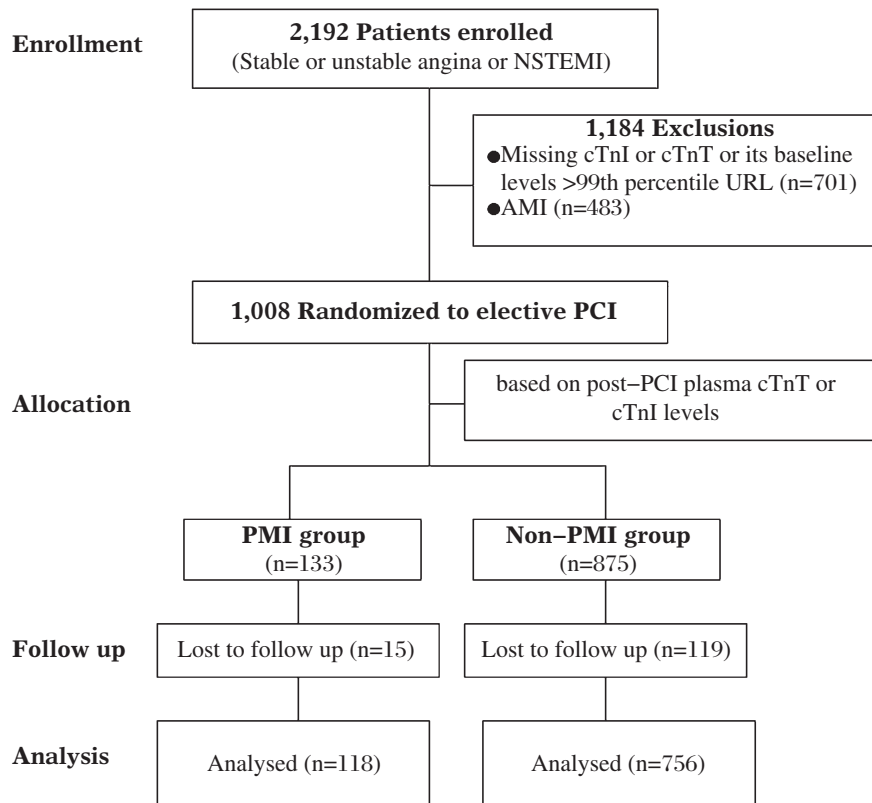 Enrollment
2,192 Patients enrolled
(Stable or unstable angina or NSTEMI)
1,184 Exclusions
●Missing cTnI or cTnT or its baseline
levels >99th percentile URL (n=701)
●AMI (n=483)
1,008 Randomized to elective PCI
Allocation
based on post−PCI plasma cTnT or
cTnI levels
PMI group
(n=133)
Non−PMI group
(n=875)
Follow up
Lost to follow up (n=15)
Lost to follow up (n=119)
Analysis
Analysed (n=118)
Analysed (n=756)